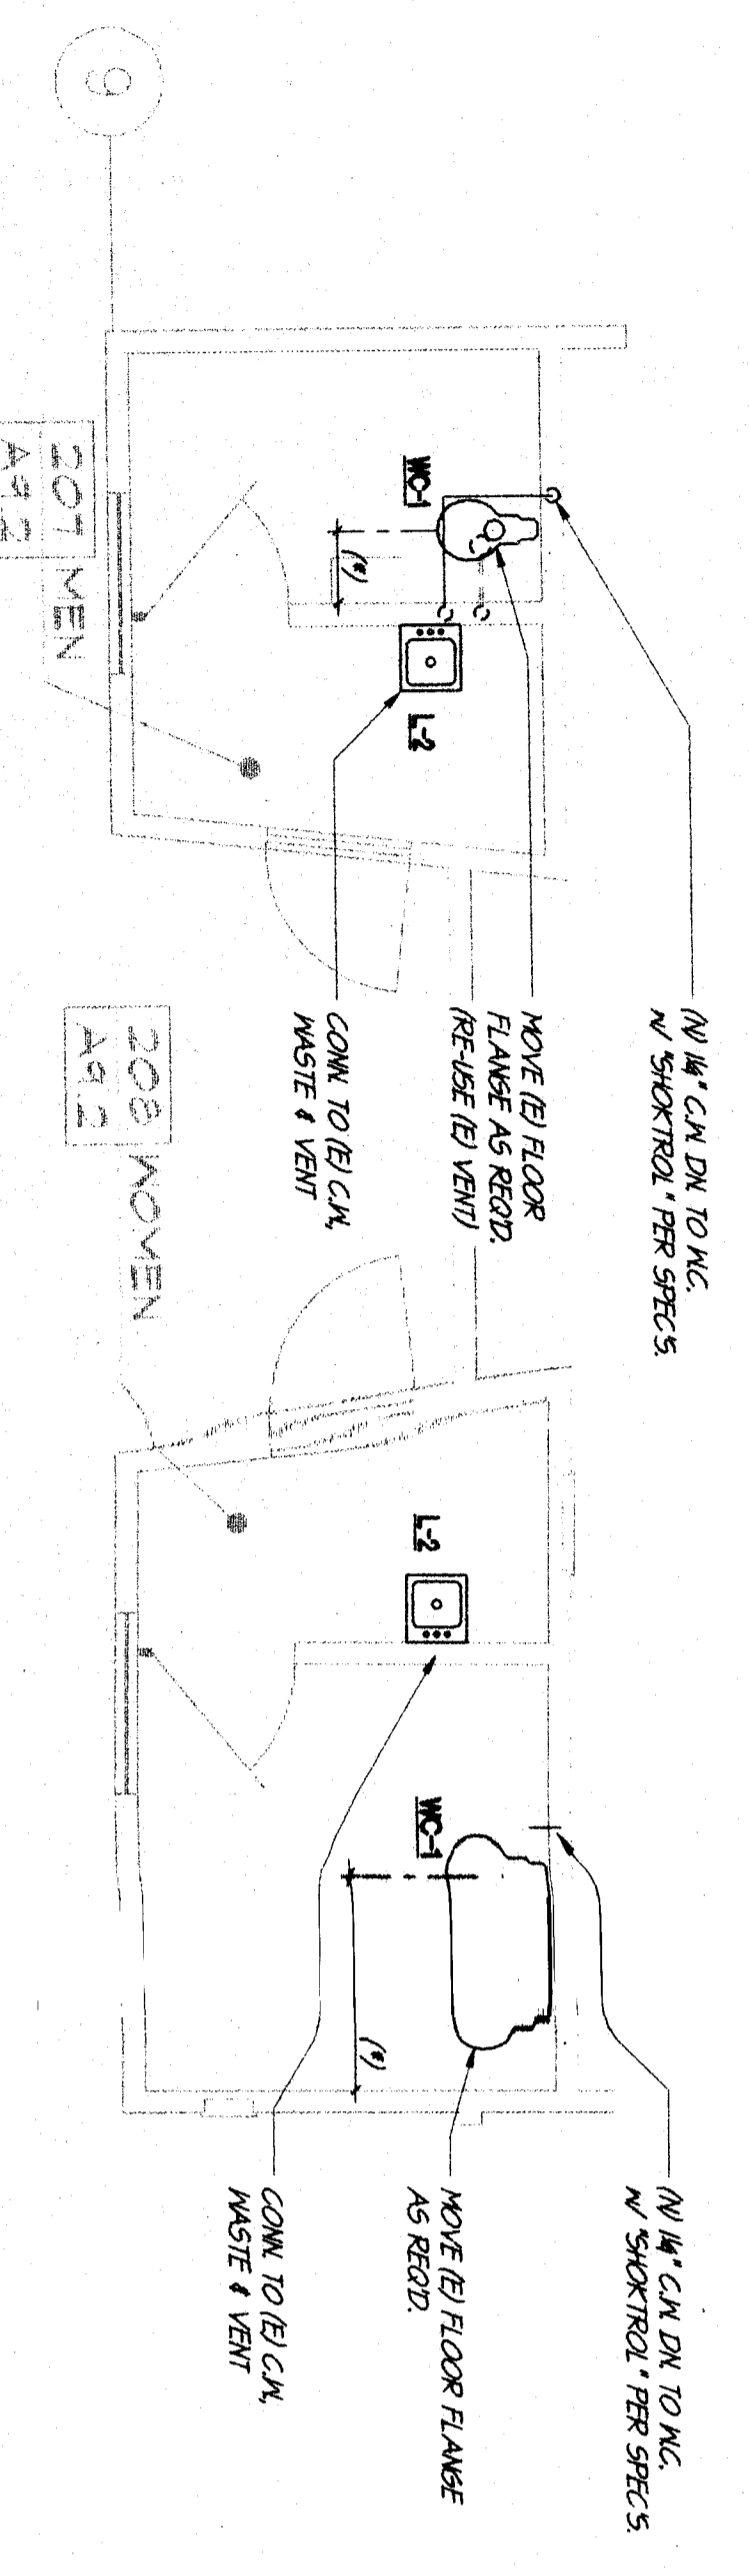 9
(N) 1¼" C.W. DN. TO W.C.
W/ "SHOKTROL" PER SPEC'S.
MOVE (E) FLOOR
FLANGE AS REQ'D.
(RE-USE (E) VENT)
CONN. TO (E) C.W.,
WASTE & VENT
WC-1
(*)
L-2
207 MEN
A9.2
208 WOMEN
A9.2
L-2
WC-1
(*)
(N) 1¼" C.W. DN. TO W.C.
W/ "SHOKTROL" PER SPEC'S.
MOVE (E) FLOOR FLANGE
AS REQ'D.
CONN. TO (E) C.W.,
WASTE & VENT